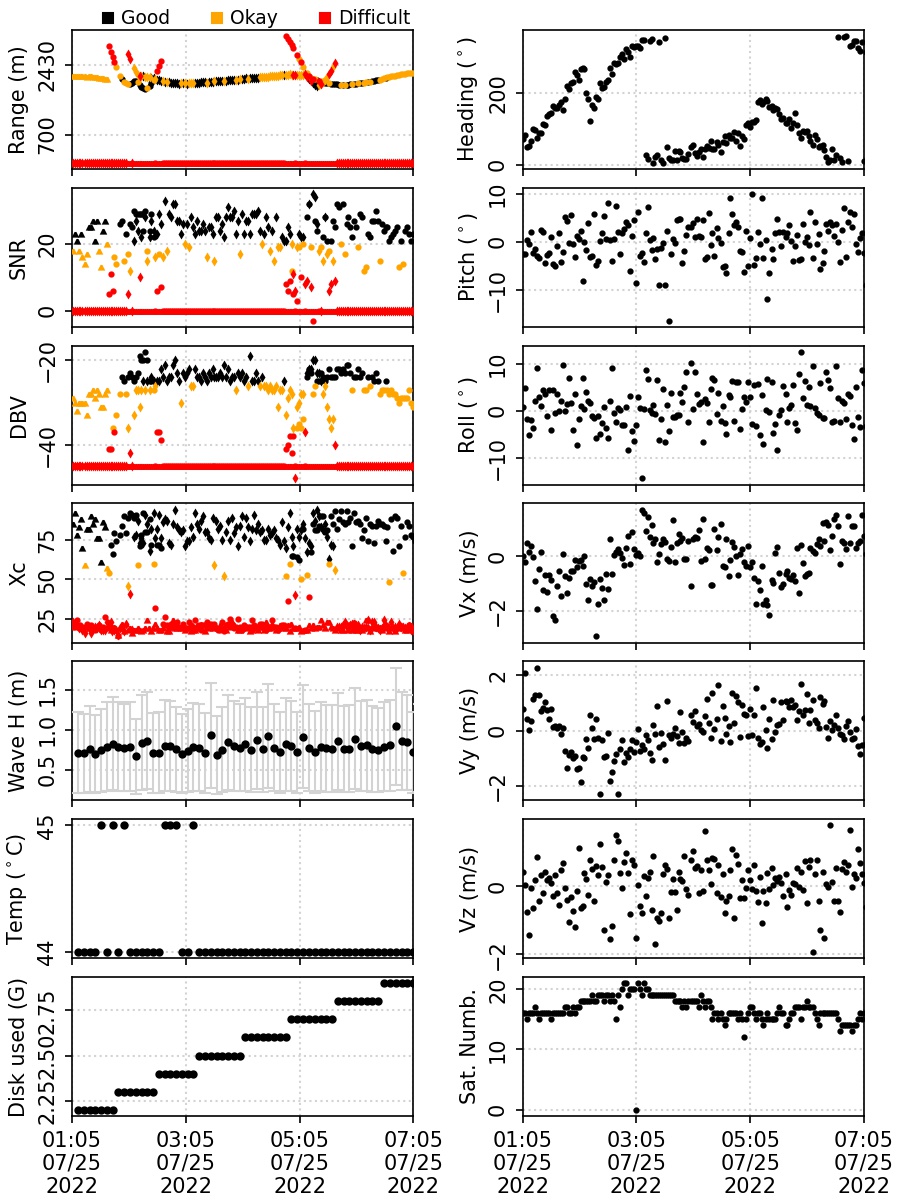 Good Okay Difficult
Range (m)
2430
700
SNR
20
0
DBV
−20
−40
Xc
75
50
25
Wave H (m)
1.5
1.0
0.5
Temp (°C)
45
44
Disk used (G)
2.75
2.50
2.25
01:05 03:05 05:05 07:05
07/25 07/25 07/25 07/25
2022 2022 2022 2022
Heading (°)
200
0
Pitch (°)
10
0
−10
Roll (°)
10
0
−10
Vx (m/s)
0
−2
Vy (m/s)
2
0
−2
Vz (m/s)
0
−2
Sat. Numb.
20
10
0
01:05 03:05 05:05 07:05
07/25 07/25 07/25 07/25
2022 2022 2022 2022